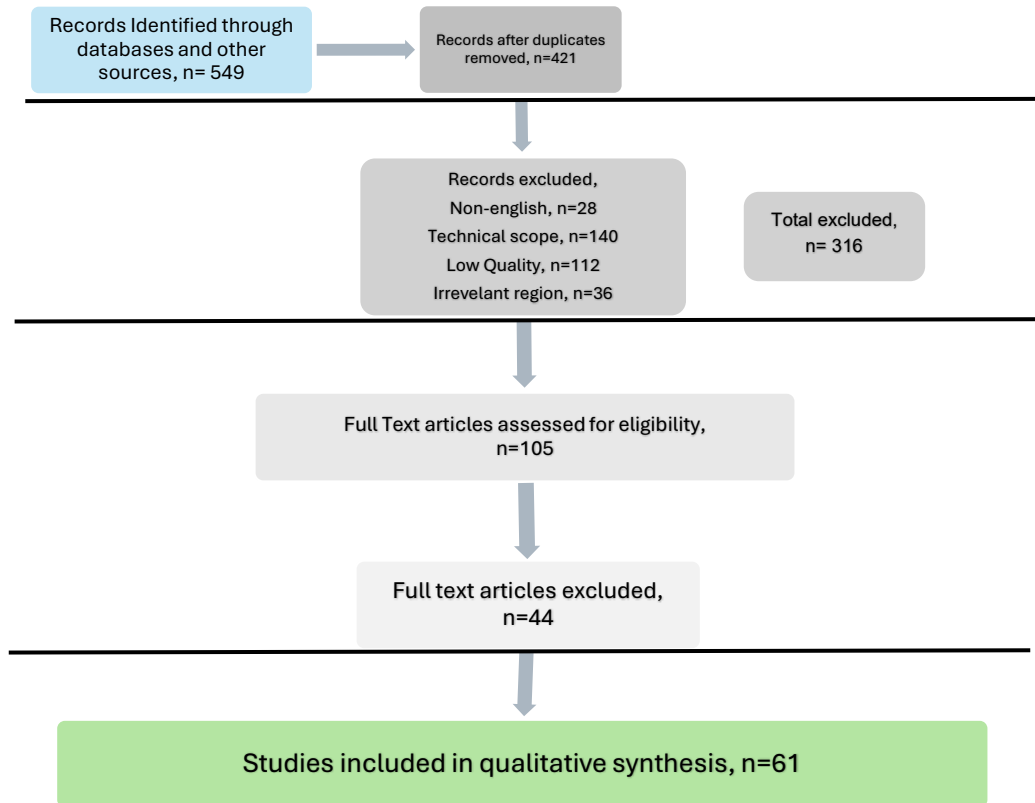 Records Identified through
databases and other
sources, n= 549
Records after duplicates
removed, n=421
Records excluded,
Non-english, n=28
Technical scope, n=140
Low Quality, n=112
Irrevelant region, n=36
Total excluded,
n= 316
Full Text articles assessed for eligibility,
n=105
Full text articles excluded,
n=44
Studies included in qualitative synthesis, n=61